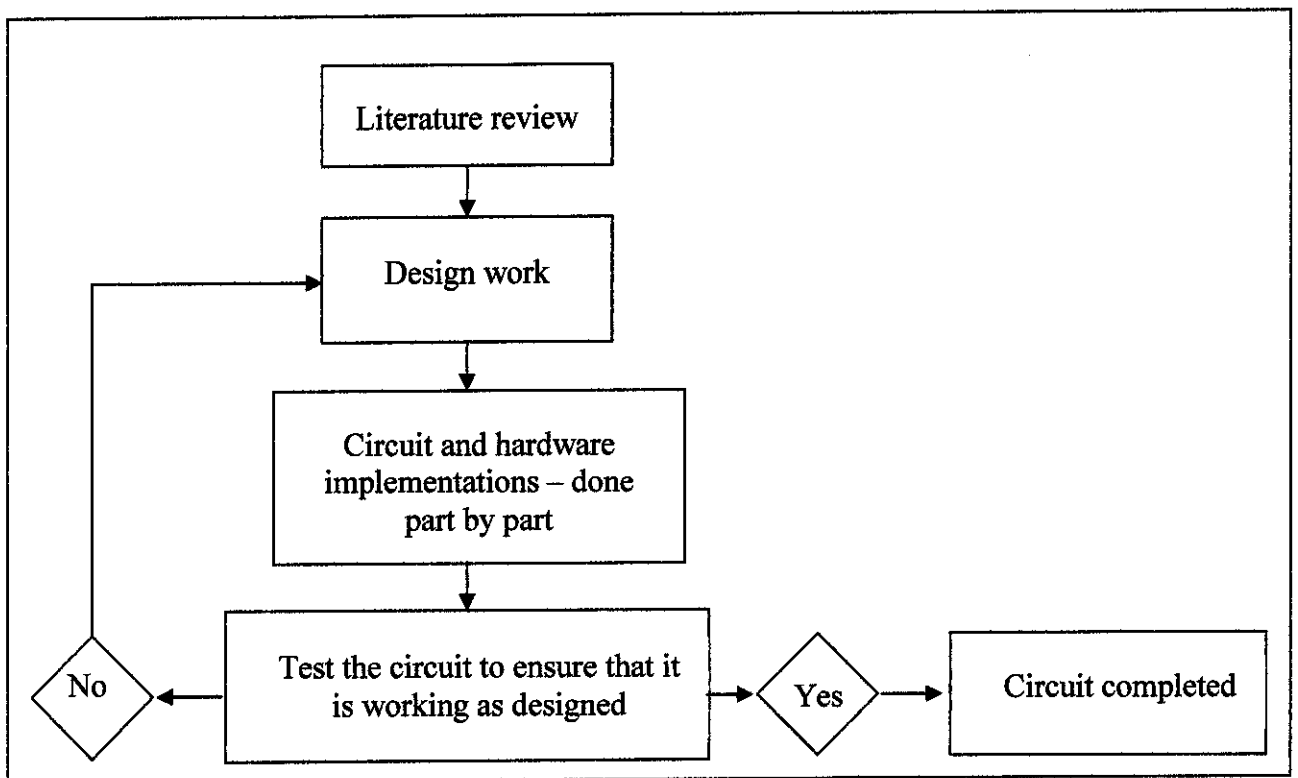 Literature review
Design work
Circuit and hardware
implementations – done
part by part
No
Test the circuit to ensure that it
is working as designed
Yes
Circuit completed